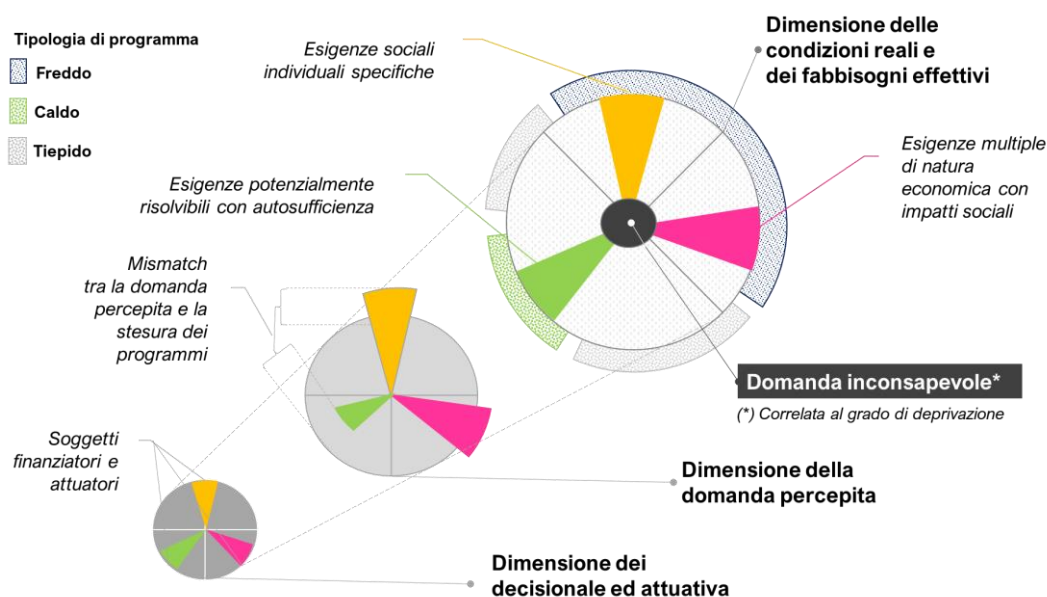 Tipologia di programma
Freddo
Caldo
Tiepido
Esigenze sociali
individuali specifiche
Dimensione delle
condizioni reali e
dei fabbisogni effettivi
Esigenze multiple
di natura
economica con
impatti sociali
Esigenze potenzialmente
risolvibili con autosufficienza
Mismatch
tra la domanda
percepita e la
stesura dei
programmi
Domanda inconsapevole*
(*) Correlata al grado di deprivazione
Soggetti
finanziatori e
attuatori
Dimensione della
domanda percepita
Dimensione dei
decisionale ed attuativa